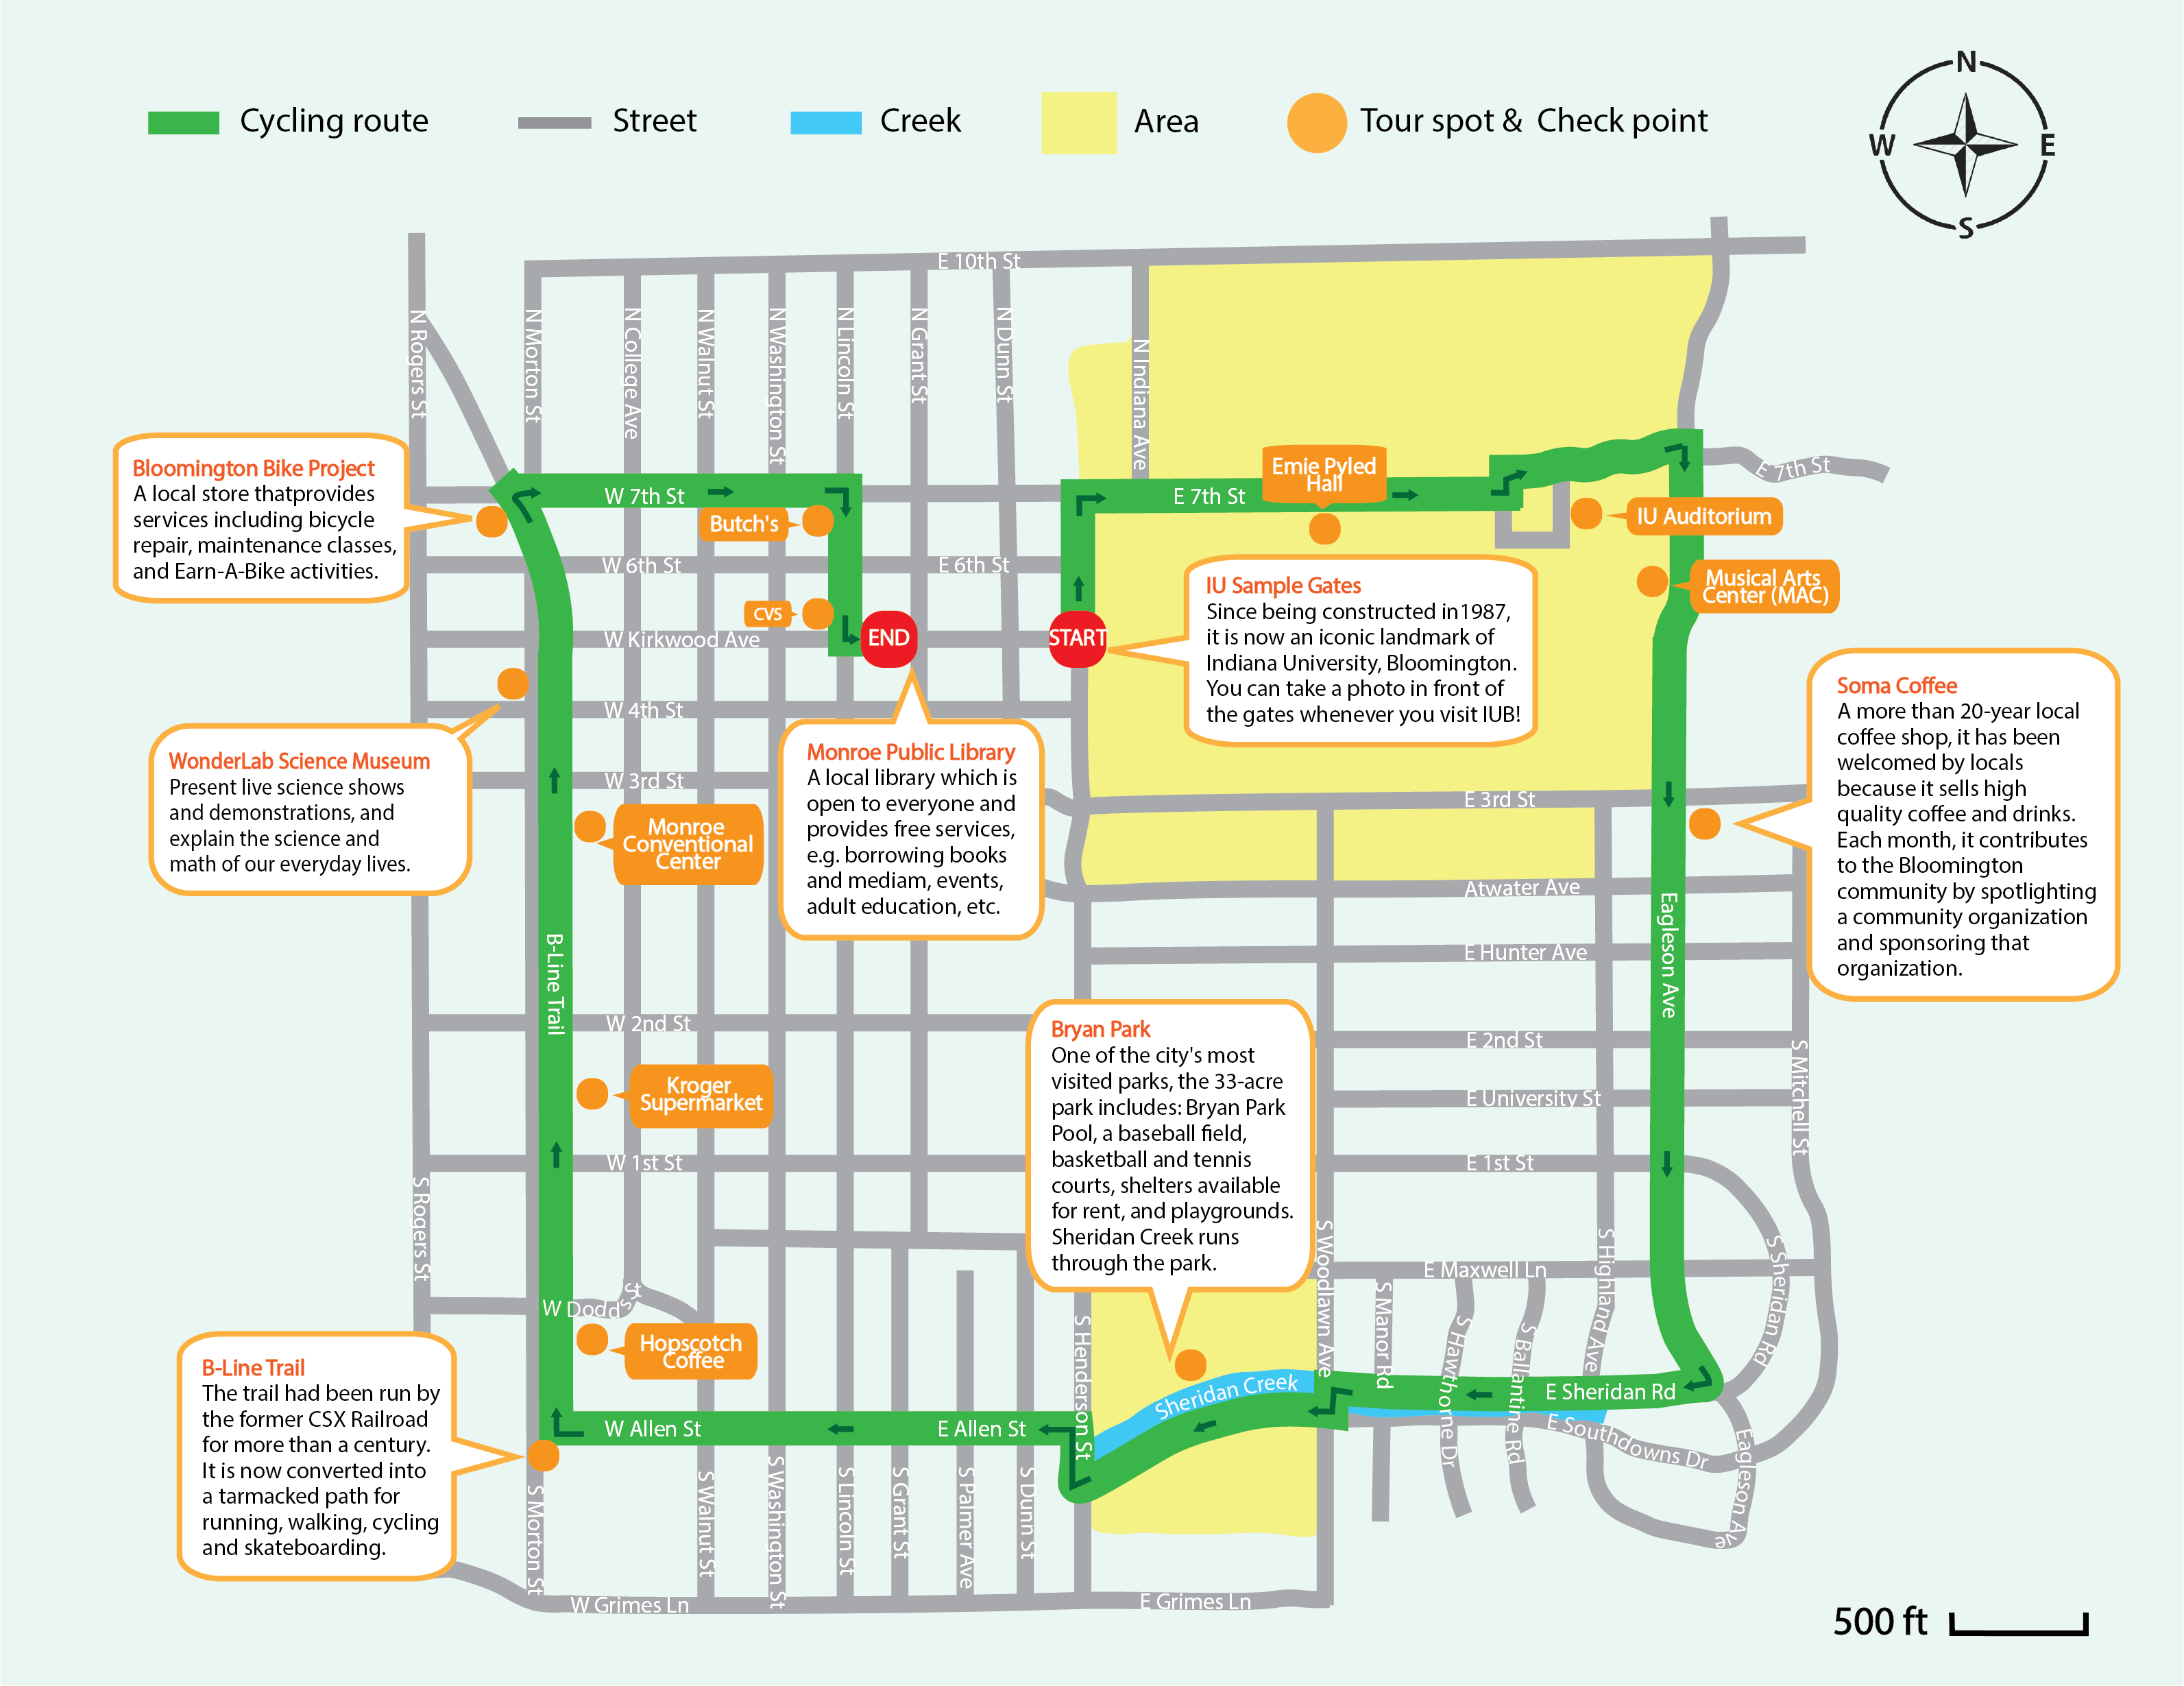 Cycling route
Street
Creek
Area
Tour spot & Check point
N
W
E
S
E 10th St
N Rogers St
N Morton St
N College Ave
N Walnut St
N Washington St
N Lincoln St
N Grant St
N Dunn St
N Indiana Ave
Bloomington Bike Project
A local store thatprovides
services including bicycle
repair, maintenance classes,
and Earn-A-Bike activities.
W 7th St
Butch's
E 7th St
Emie Pyled
Hall
E 7th St
IU Auditorium
W 6th St
E 6th St
Musical Arts
Center (MAC)
CVS
W Kirkwood Ave
END
START
IU Sample Gates
Since being constructed in1987,
it is now an iconic landmark of
Indiana University, Bloomington.
You can take a photo in front of
the gates whenever you visit IUB!
W 4th St
WonderLab Science Museum
Present live science shows
and demonstrations, and
explain the science and
math of our everyday lives.
W 3rd St
E 3rd St
Monroe
Conventional
Center
Monroe Public Library
A local library which is
open to everyone and
provides free services,
e.g. borrowing books
and mediam, events,
adult education, etc.
Soma Coffee
A more than 20-year local
coffee shop, it has been
welcomed by locals
because it sells high
quality coffee and drinks.
Each month, it contributes
to the Bloomington
community by spotlighting
a community organization
and sponsoring that
organization.
Atwater Ave
Eagleson Ave
E Hunter Ave
B-Line Trail
W 2nd St
E 2nd St
S Mitchell St
Kroger
Supermarket
E University St
W 1st St
E 1st St
Bryan Park
One of the city's most
visited parks, the 33-acre
park includes: Bryan Park
Pool, a baseball field,
basketball and tennis
courts, shelters available
for rent, and playgrounds.
Sheridan Creek runs
through the park.
S Rogers St
S Woodlawn Ave
S Highland Ave
S Sheridan Rd
E Maxwell Ln
S Manor Rd
S Hawthorne Dr
S Ballantine Rd
W Dodds St
Hopscotch
Coffee
S Henderson St
Sheridan Creek
E Sheridan Rd
E Southdowns Dr
Eagleson Ave
B-Line Trail
The trail had been run by
the former CSX Railroad
for more than a century.
It is now converted into
a tarmacked path for
running, walking, cycling
and skateboarding.
W Allen St
E Allen St
S Morton St
S Walnut St
S Washington St
S Lincoln St
S Grant St
S Palmer Ave
S Dunn St
W Grimes Ln
E Grimes Ln
500 ft